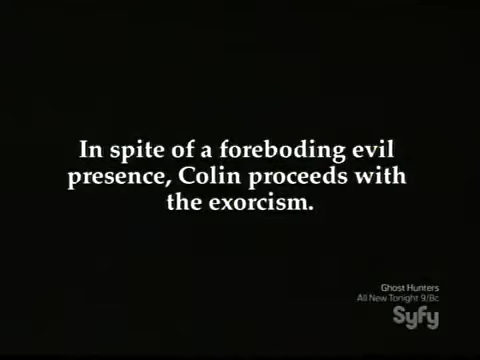 In spite of a foreboding evil
presence, Colin proceeds with
the exorcism.
Ghost Hunters
All New Tonight 9/8c
Syfy